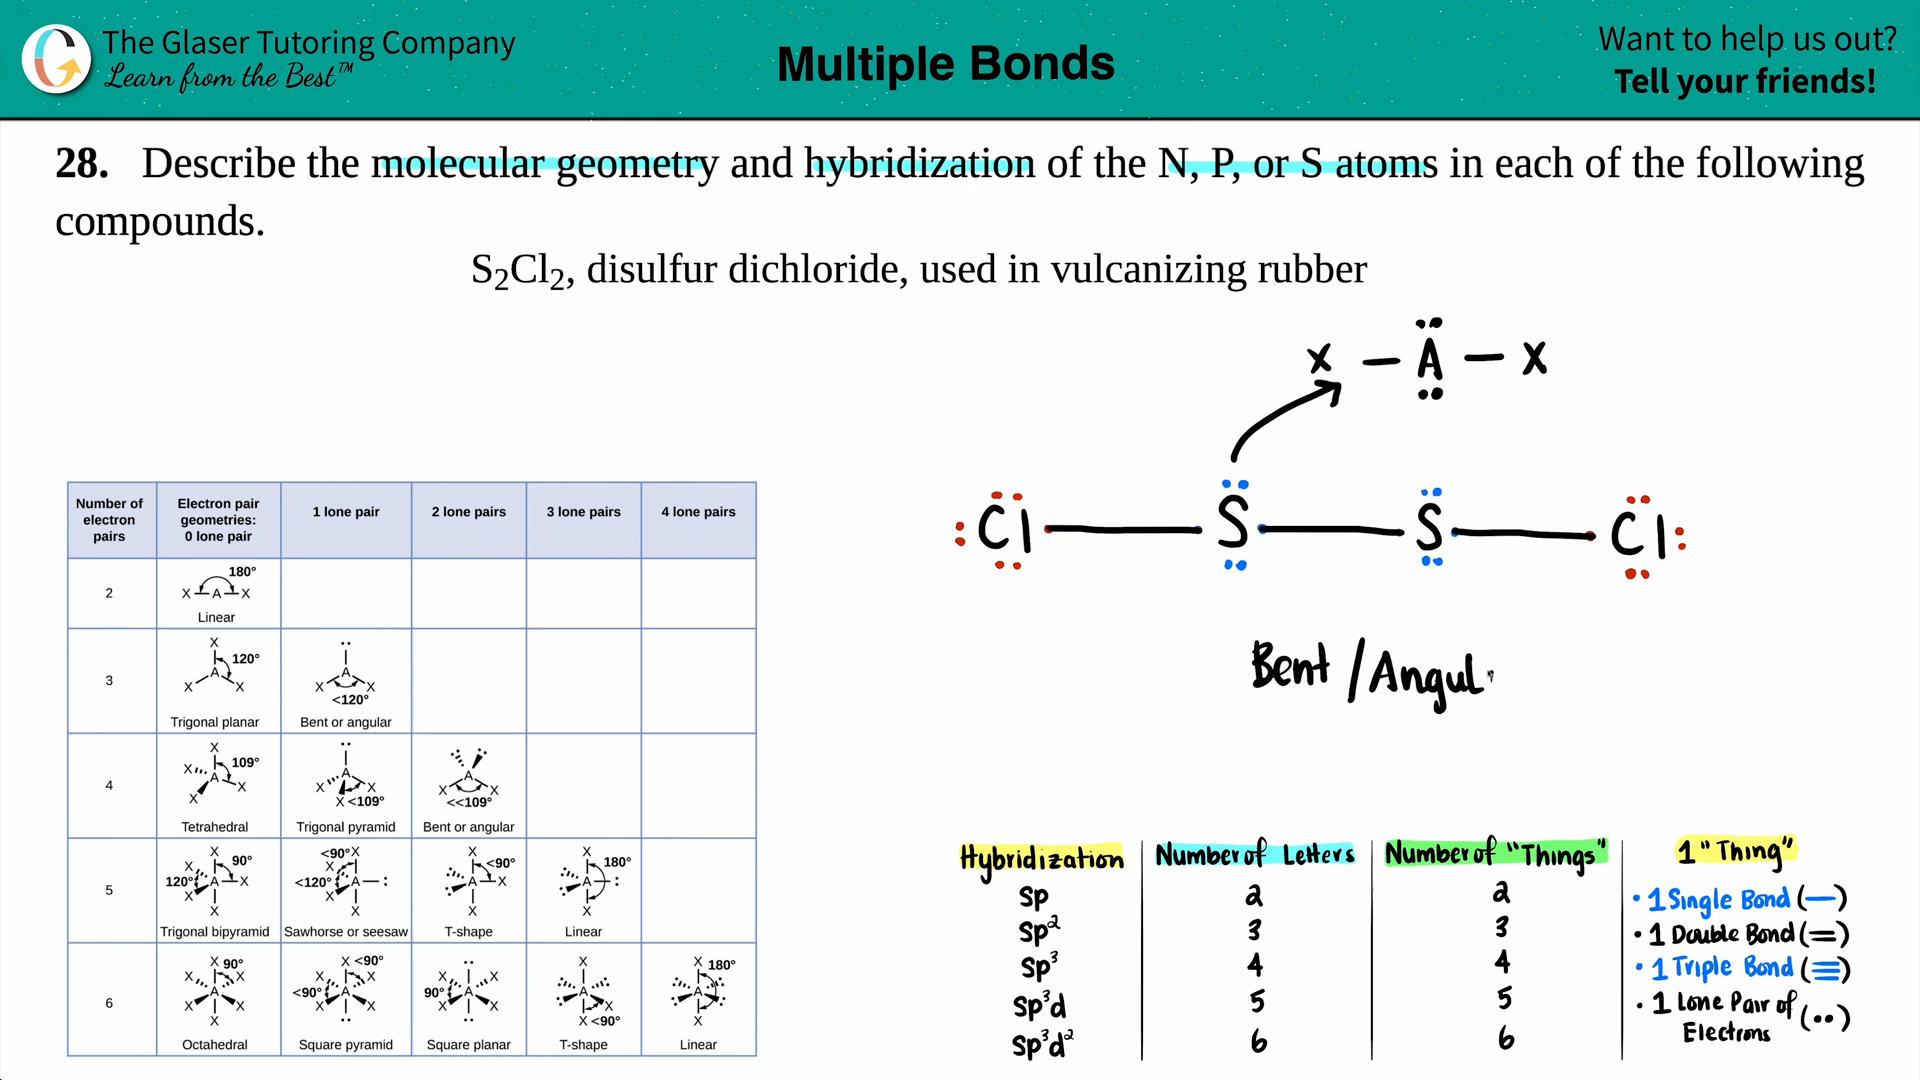 The Glaser Tutoring Company
Learn from the Best™
Multiple Bonds
Want to help us out?
Tell your friends!
28. Describe the molecular geometry and hybridization of the N, P, or S atoms in each of the following
compounds.
S₂Cl₂, disulfur dichloride, used in vulcanizing rubber
X — A — X
Cl — S — S — Cl
Bent / Angul
Number of electron pairs
Electron pair geometries: 0 lone pair
1 lone pair
2 lone pairs
3 lone pairs
4 lone pairs
2
180°
X A X
Linear
3
X
120°
A
X X
Trigonal planar
A
X X
<120°
Bent or angular
4
X
109°
X A
X X
Tetrahedral
A
X X
X <109°
Trigonal pyramid
A
X X
<<109°
Bent or angular
5
X
X 90°
120° A X
X
X
Trigonal bipyramid
<90° X
X
<120° A :
X
X
Sawhorse or seesaw
X
<90°
A X
X
T-shape
X
180°
A :
X
Linear
6
X 90°
X X
A
X X
X
Octahedral
X <90°
X X
<90° A
X X
Square pyramid
X X
90° A
X X
Square planar
X
A
X
X <90°
T-shape
X 180°
A
X
Linear
Hybridization Number of Letters Number of "Things" 1 "Thing"
Sp 2 2 • 1 Single Bond (—)
Sp² 3 3 • 1 Double Bond (=)
Sp³ 4 4 • 1 Triple Bond (≡)
Sp³d 5 5 • 1 Lone Pair of
Electrons (••)
Sp³d² 6 6